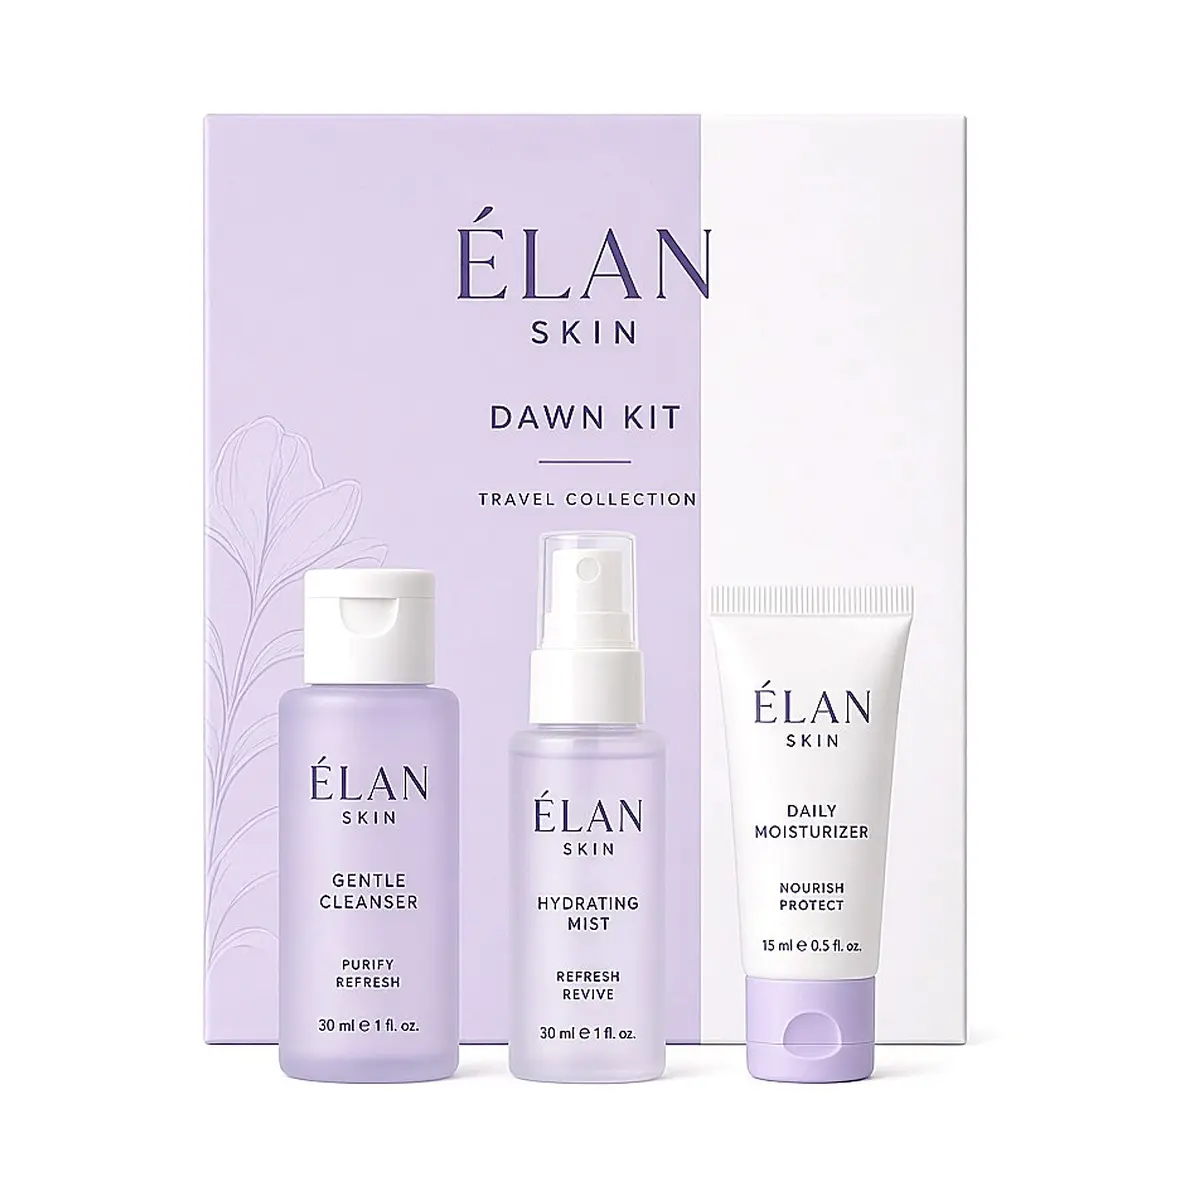 ÉLAN
SKIN
DAWN KIT
TRAVEL COLLECTION
ÉLAN
SKIN
GENTLE
CLEANSER
PURIFY
REFRESH
30 ml e 1 fl. oz.
ÉLAN
SKIN
HYDRATING
MIST
REFRESH
REVIVE
30 ml e 1 fl. oz.
ÉLAN
SKIN
DAILY
MOISTURIZER
NOURISH
PROTECT
15 ml e 0.5 fl. oz.